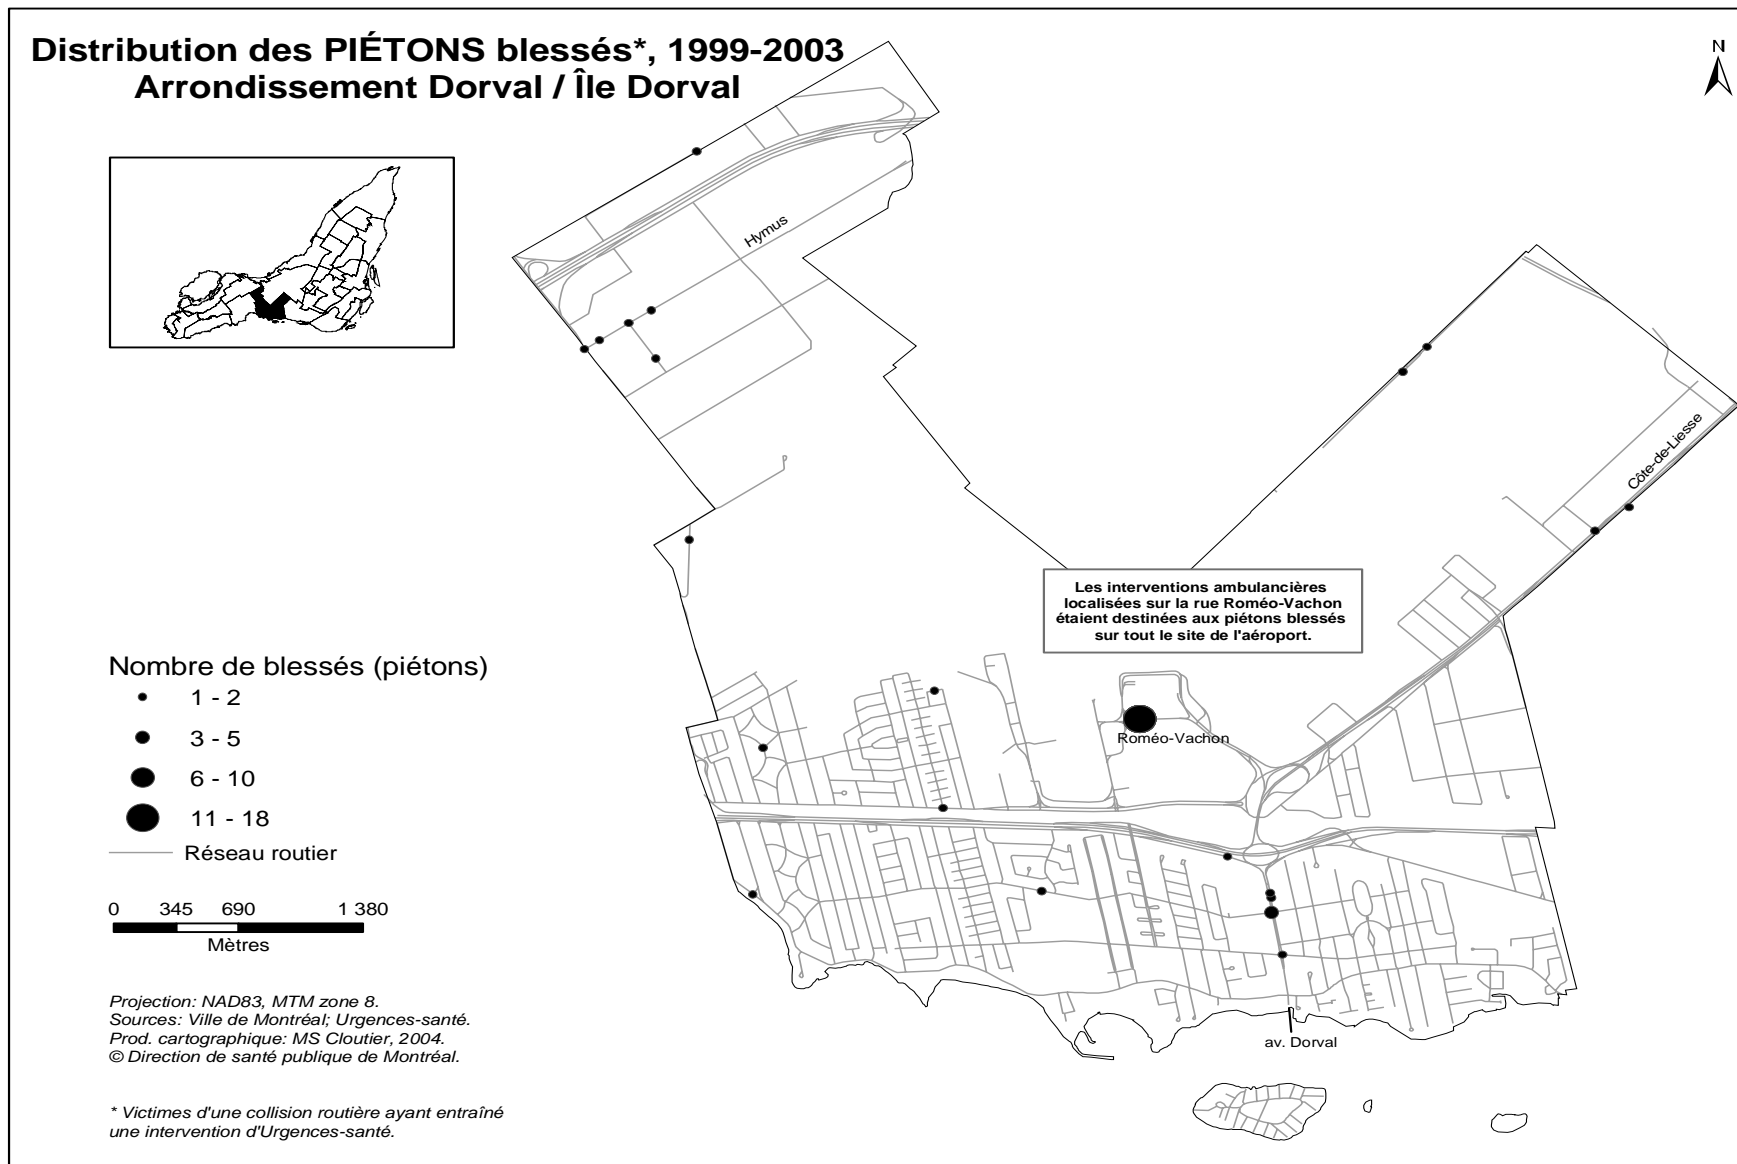 Distribution des PIÉTONS blessés*, 1999-2003
Arrondissement Dorval / Île Dorval
N
Hymus
Côte-de-Liesse
Les interventions ambulancières
localisées sur la rue Roméo-Vachon
étaient destinées aux piétons blessés
sur tout le site de l'aéroport.
Roméo-Vachon
Nombre de blessés (piétons)
1 - 2
3 - 5
6 - 10
11 - 18
Réseau routier
0 345 690 1 380
Mètres
av. Dorval
Projection: NAD83, MTM zone 8.
Sources: Ville de Montréal; Urgences-santé.
Prod. cartographique: MS Cloutier, 2004.
© Direction de santé publique de Montréal.
* Victimes d'une collision routière ayant entraîné
une intervention d'Urgences-santé.